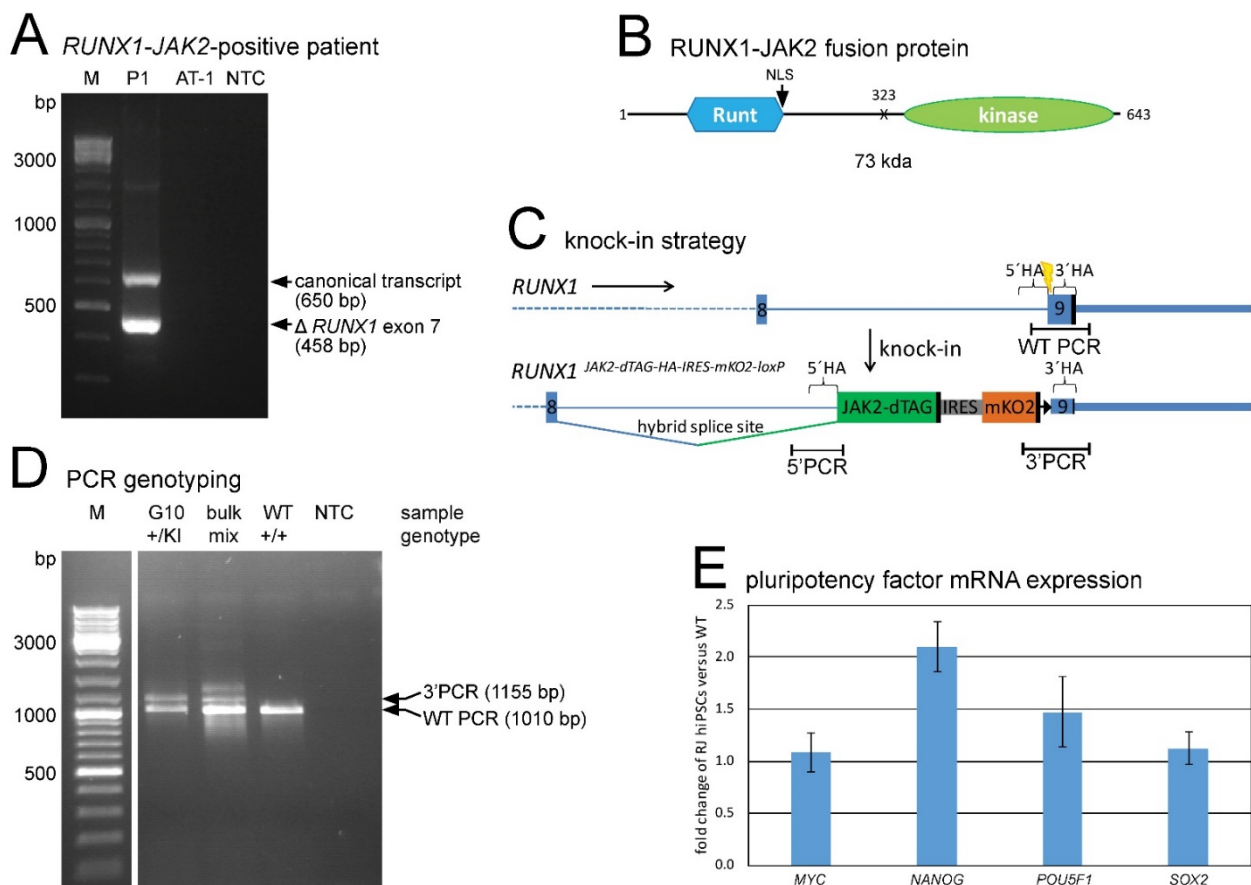 A RUNX1-JAK2-positive patient
M P1 AT-1 NTC
bp
3000
1000
500
canonical transcript
(650 bp)
Δ RUNX1 exon 7
(458 bp)
B RUNX1-JAK2 fusion protein
NLS
1
Runt
323
x
kinase
643
73 kda
C knock-in strategy
RUNX1
8
5´HA
3´HA
9
WT PCR
knock-in
RUNX1 JAK2-dTAG-HA-IRES-mKO2-loxP
5´HA
3´HA
8
JAK2-dTAG
IRES
mKO2
9
hybrid splice site
5'PCR
3'PCR
D PCR genotyping
M G10 bulk WT NTC sample
+/KI mix +/+ genotype
bp
3000
1000
500
3'PCR (1155 bp)
WT PCR (1010 bp)
E pluripotency factor mRNA expression
fold change of RJ hiPSCs versus WT
2.5
2.0
1.5
1.0
0.5
0.0
MYC NANOG POU5F1 SOX2